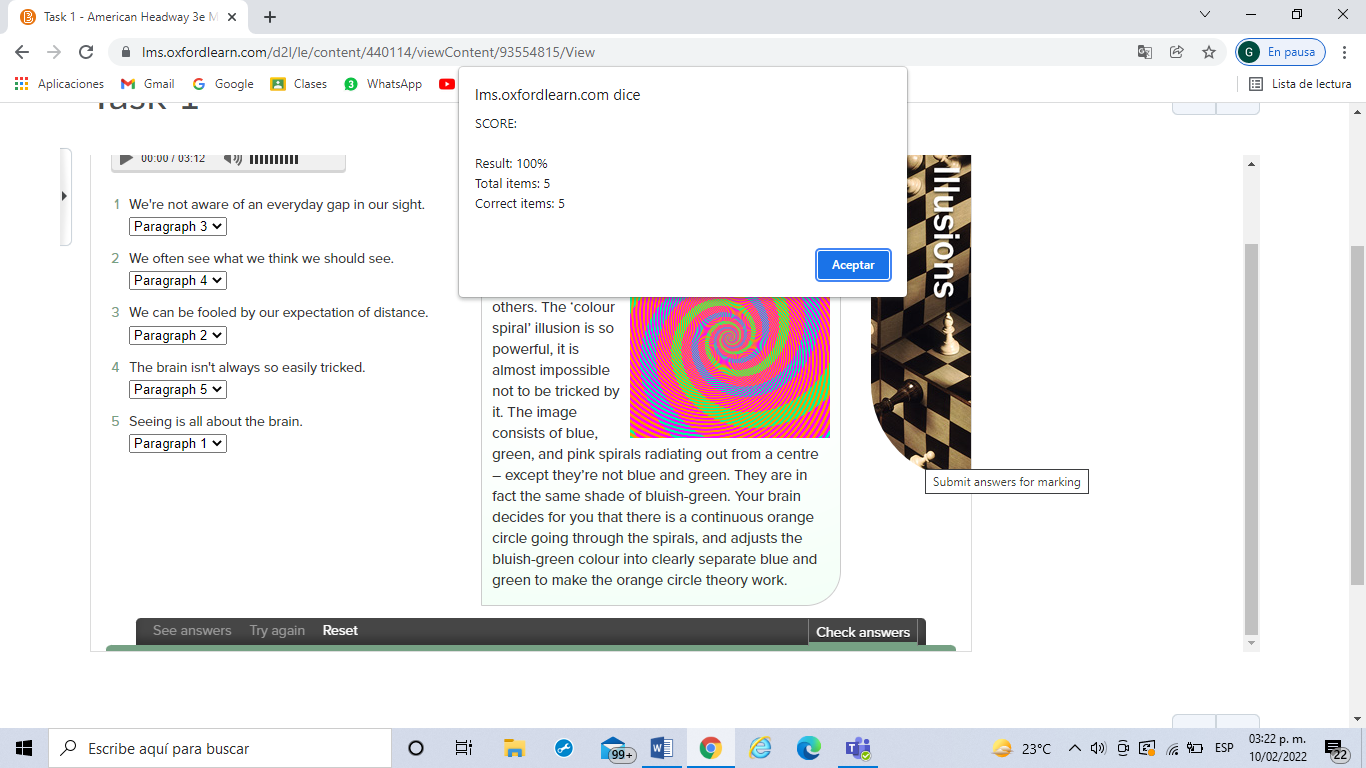 Task 1 - American Headway 3e M
lms.oxfordlearn.com/d2l/le/content/440114/viewContent/93554815/View
G
En pausa
Aplicaciones
Gmail
Google
Clases
3
WhatsApp
Lista de lectura
Task 1
lms.oxfordlearn.com dice
SCORE:
Result: 100%
Total items: 5
Correct items: 5
Aceptar
00:00 / 03:12
1 We're not aware of an everyday gap in our sight.
Paragraph 3
2 We often see what we think we should see.
Paragraph 4
3 We can be fooled by our expectation of distance.
Paragraph 2
4 The brain isn't always so easily tricked.
Paragraph 5
5 Seeing is all about the brain.
Paragraph 1
others. The ‘colour
spiral’ illusion is so
powerful, it is
almost impossible
not to be tricked by
it. The image
consists of blue,
green, and pink spirals radiating out from a centre
– except they're not blue and green. They are in
fact the same shade of bluish-green. Your brain
decides for you that there is a continuous orange
circle going through the spirals, and adjusts the
bluish-green colour into clearly separate blue and
green to make the orange circle theory work.
Illusions
Submit answers for marking
See answers
Try again
Reset
Check answers
Escribe aquí para buscar
99+
23°C
ESP
03:22 p. m.
10/02/2022
22